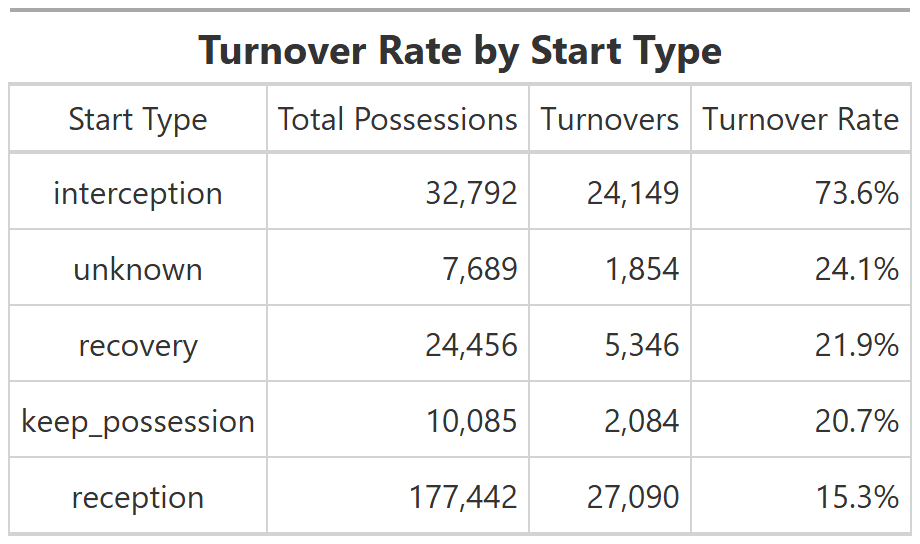 Turnover Rate by Start Type
Start Type Total Possessions Turnovers Turnover Rate
interception 32,792 24,149 73.6%
unknown 7,689 1,854 24.1%
recovery 24,456 5,346 21.9%
keep_possession 10,085 2,084 20.7%
reception 177,442 27,090 15.3%